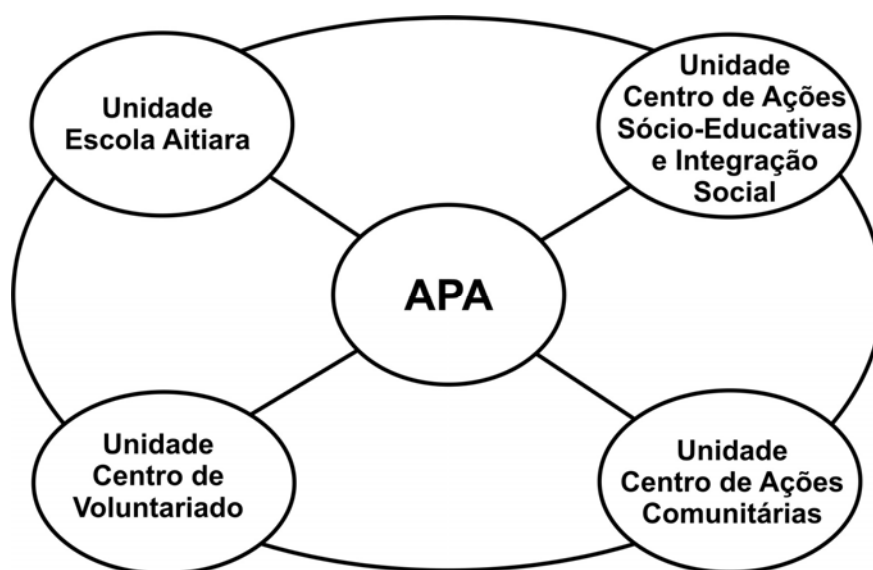 Unidade
Escola Aitiara
Unidade
Centro de Ações
Sócio-Educativas
e Integração
Social
APA
Unidade
Centro de
Voluntariado
Unidade
Centro de Ações
Comunitárias